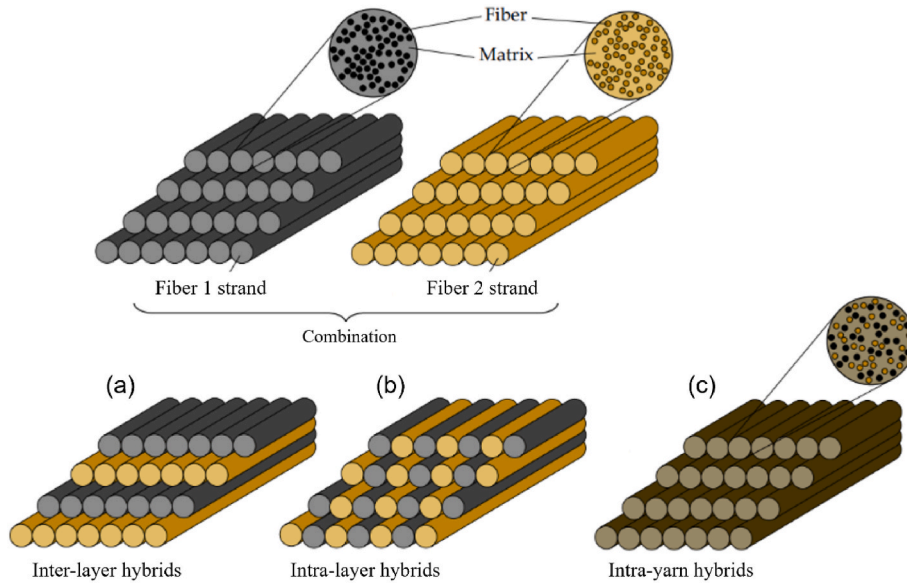 Fiber
Matrix
Fiber 1 strand
Fiber 2 strand
Combination
(a)
(b)
(c)
Inter-layer hybrids
Intra-layer hybrids
Intra-yarn hybrids